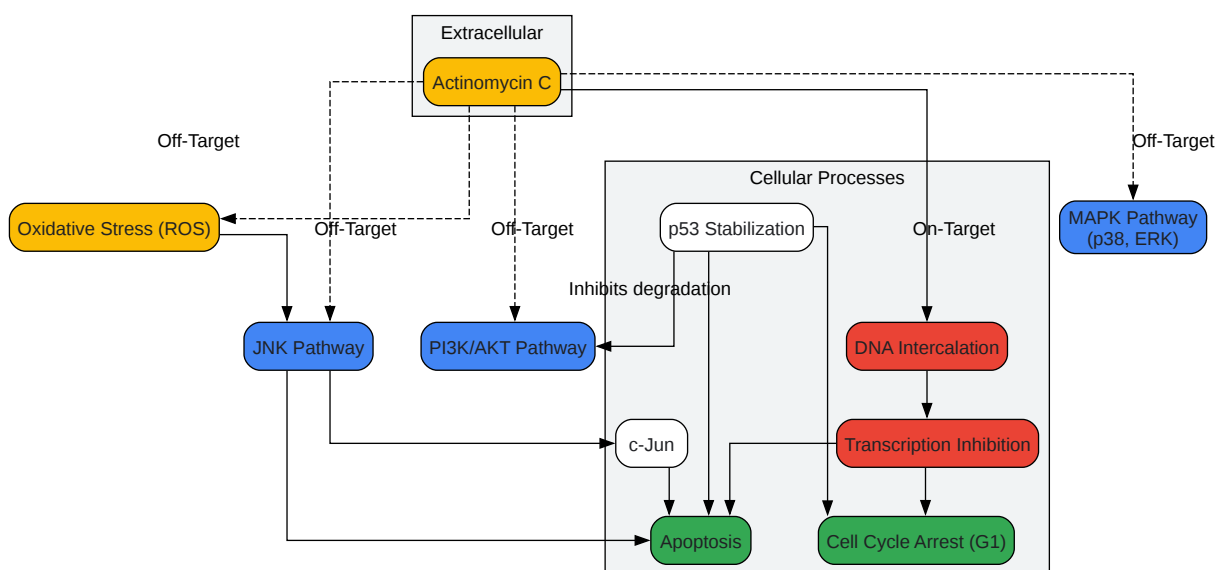 Extracellular
Actinomycin C
Off-Target
Off-Target
Cellular Processes
Oxidative Stress (ROS)
Off-Target
Off-Target
p53 Stabilization
On-Target
MAPK Pathway
(p38, ERK)
Inhibits degradation
JNK Pathway
PI3K/AKT Pathway
DNA Intercalation
c-Jun
Transcription Inhibition
Apoptosis
Cell Cycle Arrest (G1)